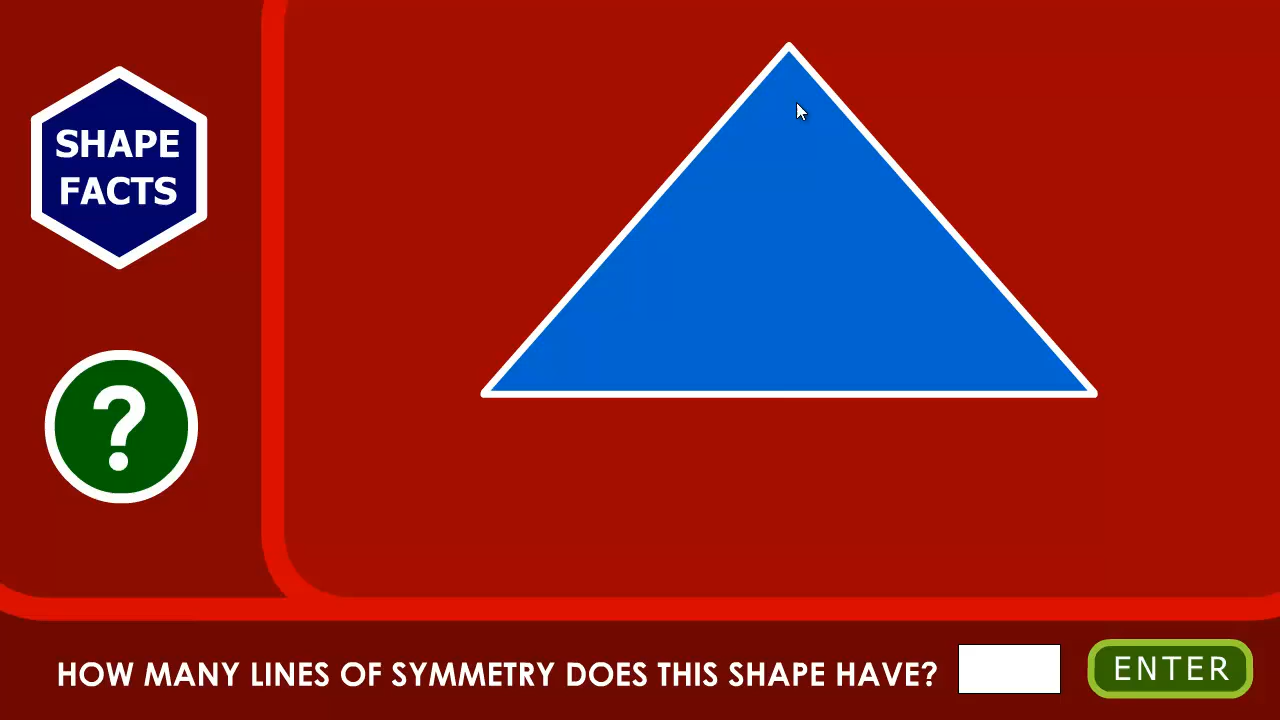 SHAPE
FACTS
?
HOW MANY LINES OF SYMMETRY DOES THIS SHAPE HAVE?
ENTER